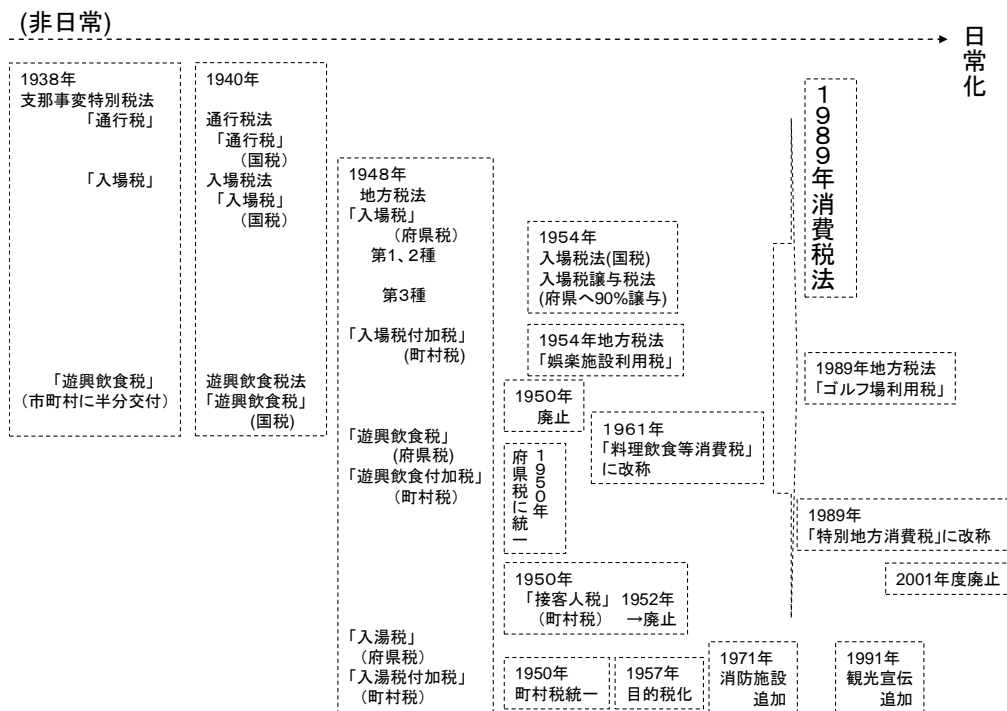 (非日常)
日常化
1938年
支那事変特別税法
「通行税」
「入場税」
「遊興飲食税」
（市町村に半分交付）
1940年
通行税法
「通行税」
（国税）
入場税法
「入場税」
(国税)
遊興飲食税法
「遊興飲食税」
(国税)
1948年
地方税法
「入場税」
（府県税）
第1、2種
第3種
「入場税付加税」
(町村税)
「遊興飲食税」
(府県税)
「遊興飲食付加税」
（町村税）
「入湯税」
（府県税）
「入湯税付加税」
（町村税）
1954年
入場税法(国税)
入場税譲与税法
(府県へ90%譲与)
1954年地方税法
「娯楽施設利用税」
1950年
廃止
1961年
「料理飲食等消費税」
に改称
１９５０年
府県税に統一
1950年
「接客人税」 1952年
（町村税） →廃止
1950年
町村税統一
1957年
目的税化
1971年
消防施設
追加
1991年
観光宣伝
追加
１９８９年消費税法
1989年地方税法
「ゴルフ場利用税」
1989年
「特別地方消費税」に改称
2001年度廃止